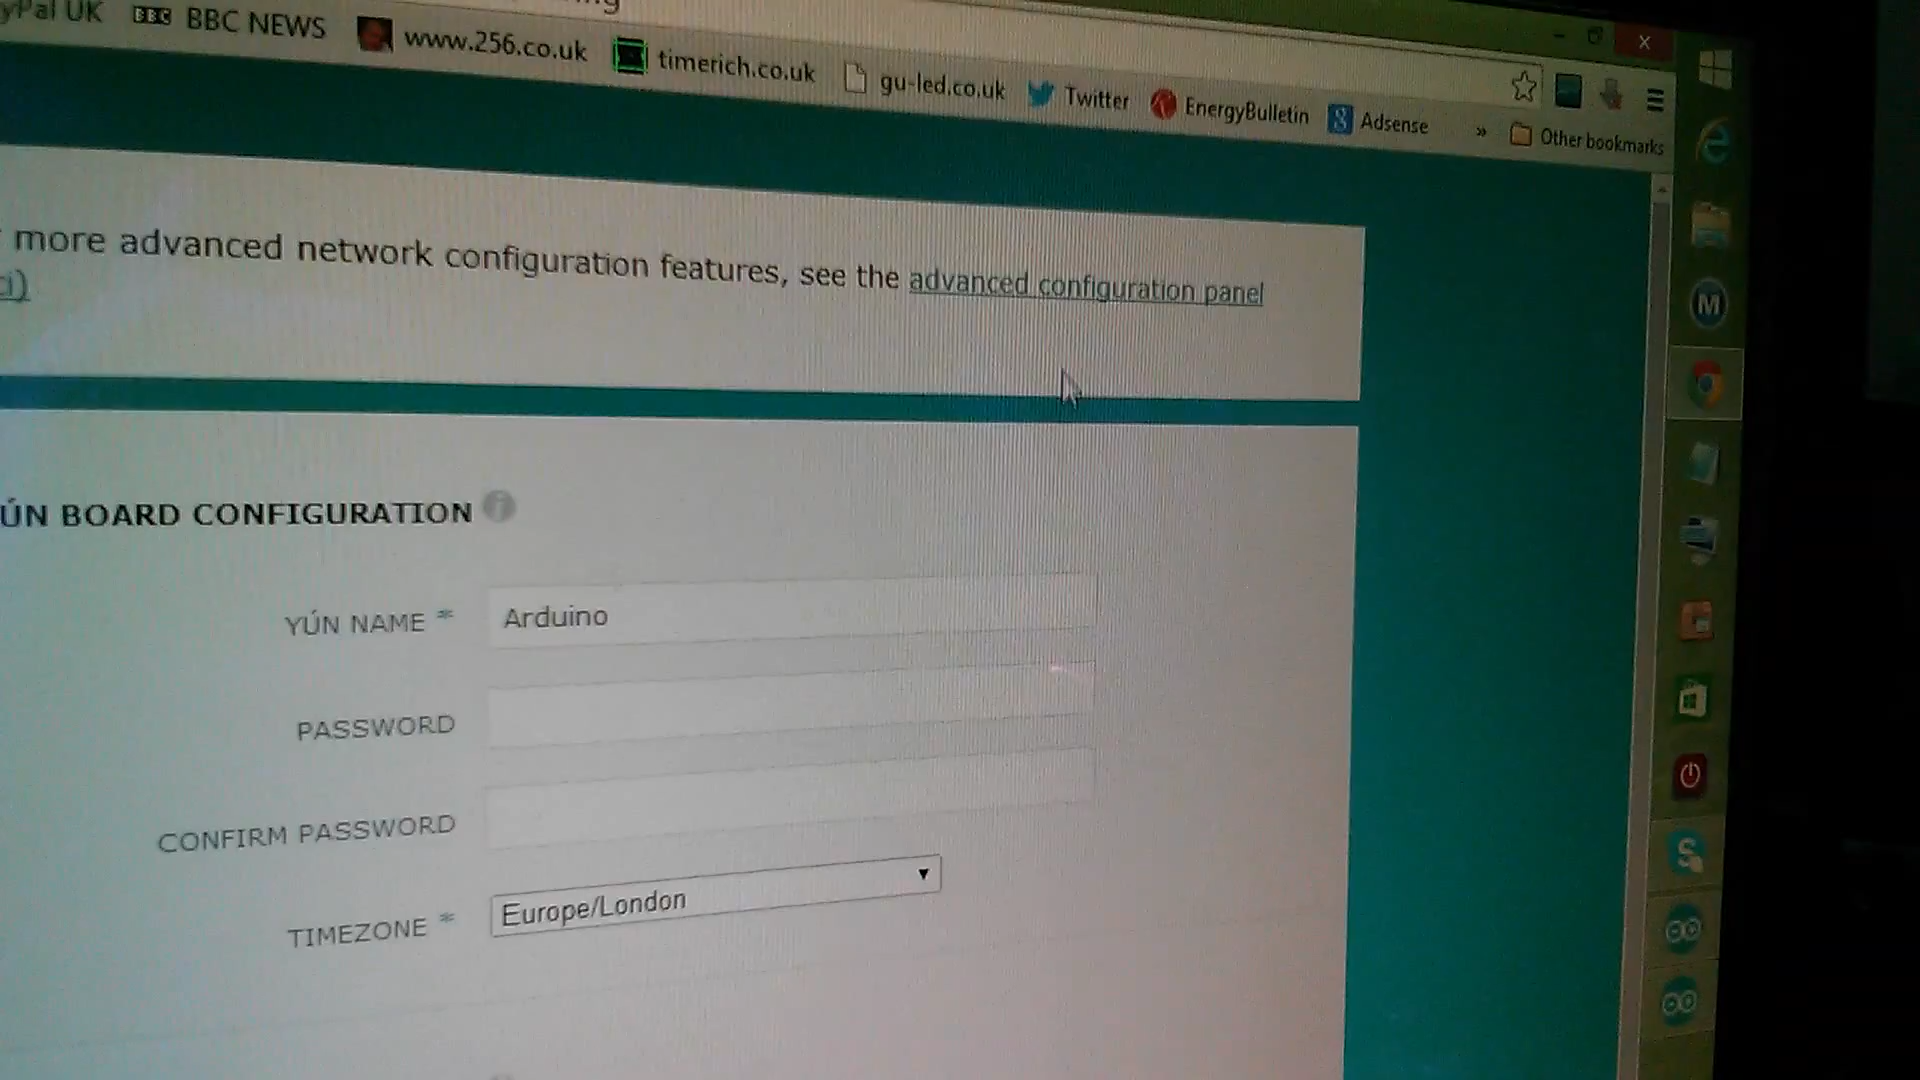 yPal UK BBC BBC NEWS www.256.co.uk timerich.co.uk gu-led.co.uk Twitter EnergyBulletin Adsense » Other bookmarks
more advanced network configuration features, see the advanced configuration panel
ci)
ÚN BOARD CONFIGURATION i
YÚN NAME * Arduino
PASSWORD
CONFIRM PASSWORD
TIMEZONE * Europe/London